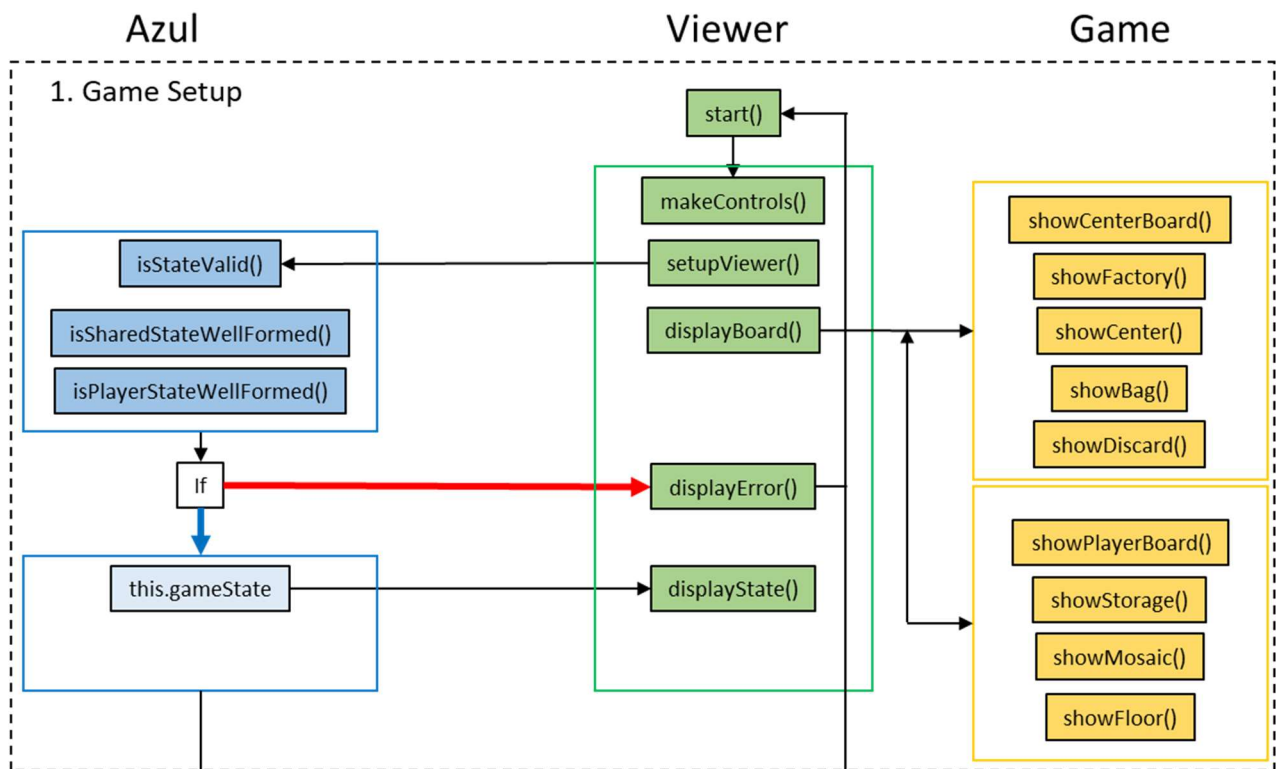 Azul
Viewer
Game
1. Game Setup
start()
makeControls()
showCenterBoard()
isStateValid()
setupViewer()
showFactory()
isSharedStateWellFormed()
displayBoard()
showCenter()
isPlayerStateWellFormed()
showBag()
showDiscard()
If
displayError()
showPlayerBoard()
this.gameState
displayState()
showStorage()
showMosaic()
showFloor()